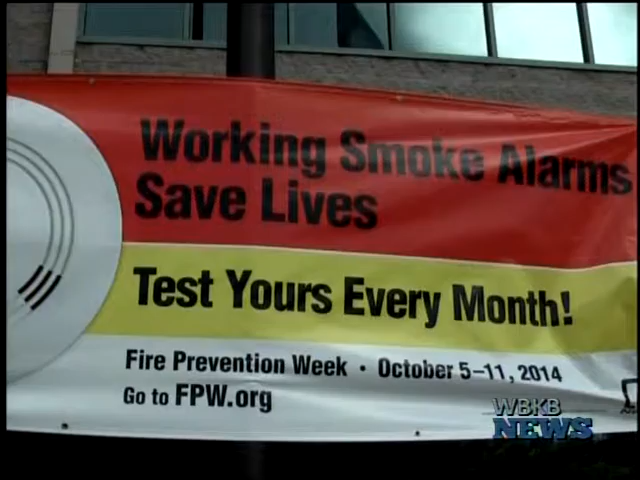 Working Smoke Alarms
Save Lives
Test Yours Every Month!
Fire Prevention Week • October 5-11, 2014
Go to FPW.org
WBKB
NEWS